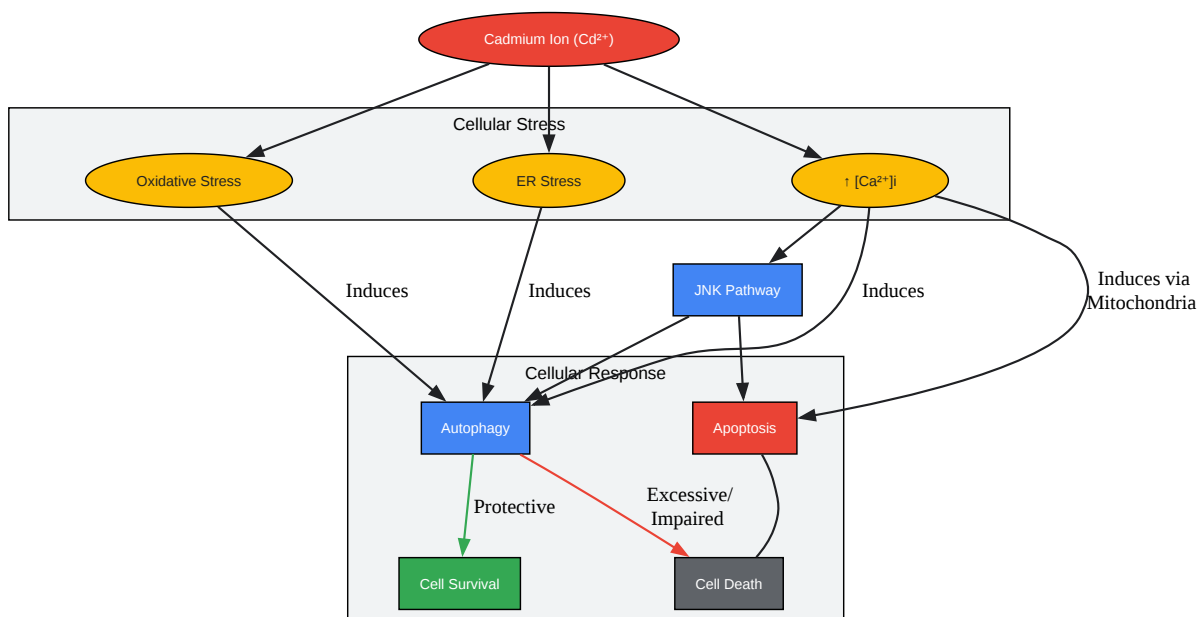 Cadmium Ion (Cd²⁺)
Cellular Stress
Oxidative Stress
ER Stress
↑ [Ca²⁺]i
Induces
Induces
JNK Pathway
Induces
Induces via
Mitochondria
Cellular Response
Autophagy
Apoptosis
Protective
Excessive/
Impaired
Cell Survival
Cell Death